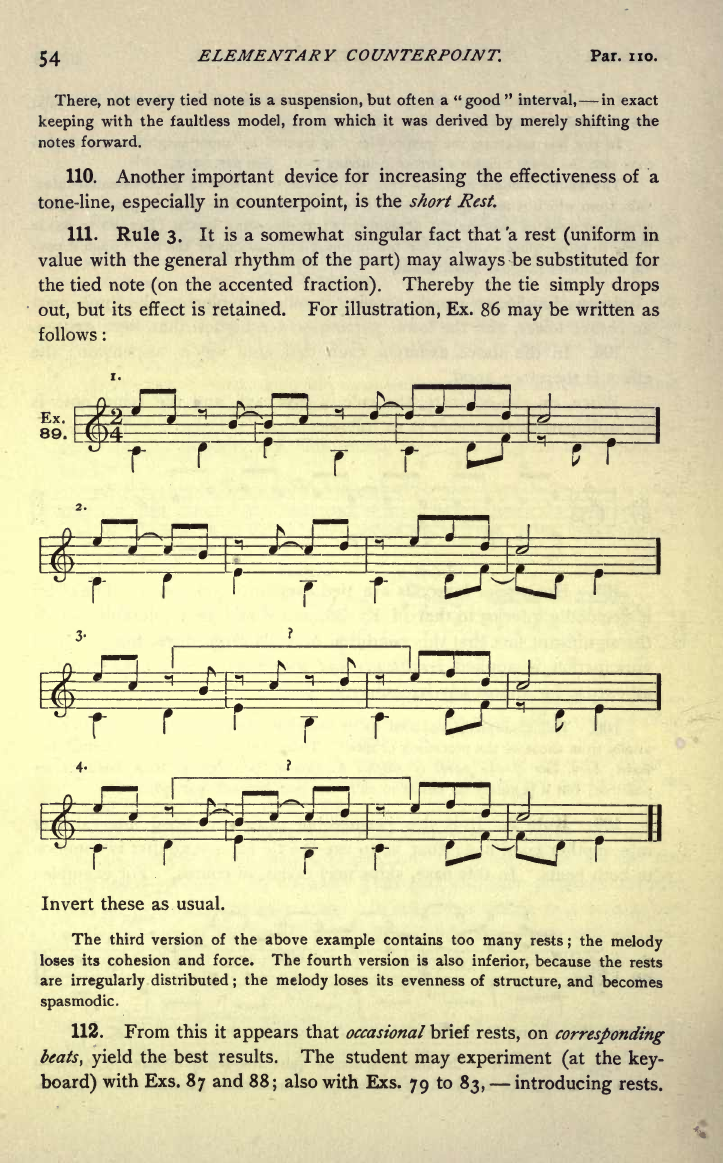 54 ELEMENTARY COUNTERPOINT. Par. 110.
There, not every tied note is a suspension, but often a “good” interval,—in exact
keeping with the faultless model, from which it was derived by merely shifting the
notes forward.
110. Another important device for increasing the effectiveness of a
tone-line, especially in counterpoint, is the short Rest.
111. Rule 3. It is a somewhat singular fact that a rest (uniform in
value with the general rhythm of the part) may always be substituted for
the tied note (on the accented fraction). Thereby the tie simply drops
out, but its effect is retained. For illustration, Ex. 86 may be written as
follows:
1.
Ex.
89.
2
4
2.
3.
?
4.
?
Invert these as usual.
The third version of the above example contains too many rests; the melody
loses its cohesion and force. The fourth version is also inferior, because the rests
are irregularly distributed; the melody loses its evenness of structure, and becomes
spasmodic.
112. From this it appears that occasional brief rests, on corresponding
beats, yield the best results. The student may experiment (at the key-
board) with Exs. 87 and 88; also with Exs. 79 to 83,—introducing rests.